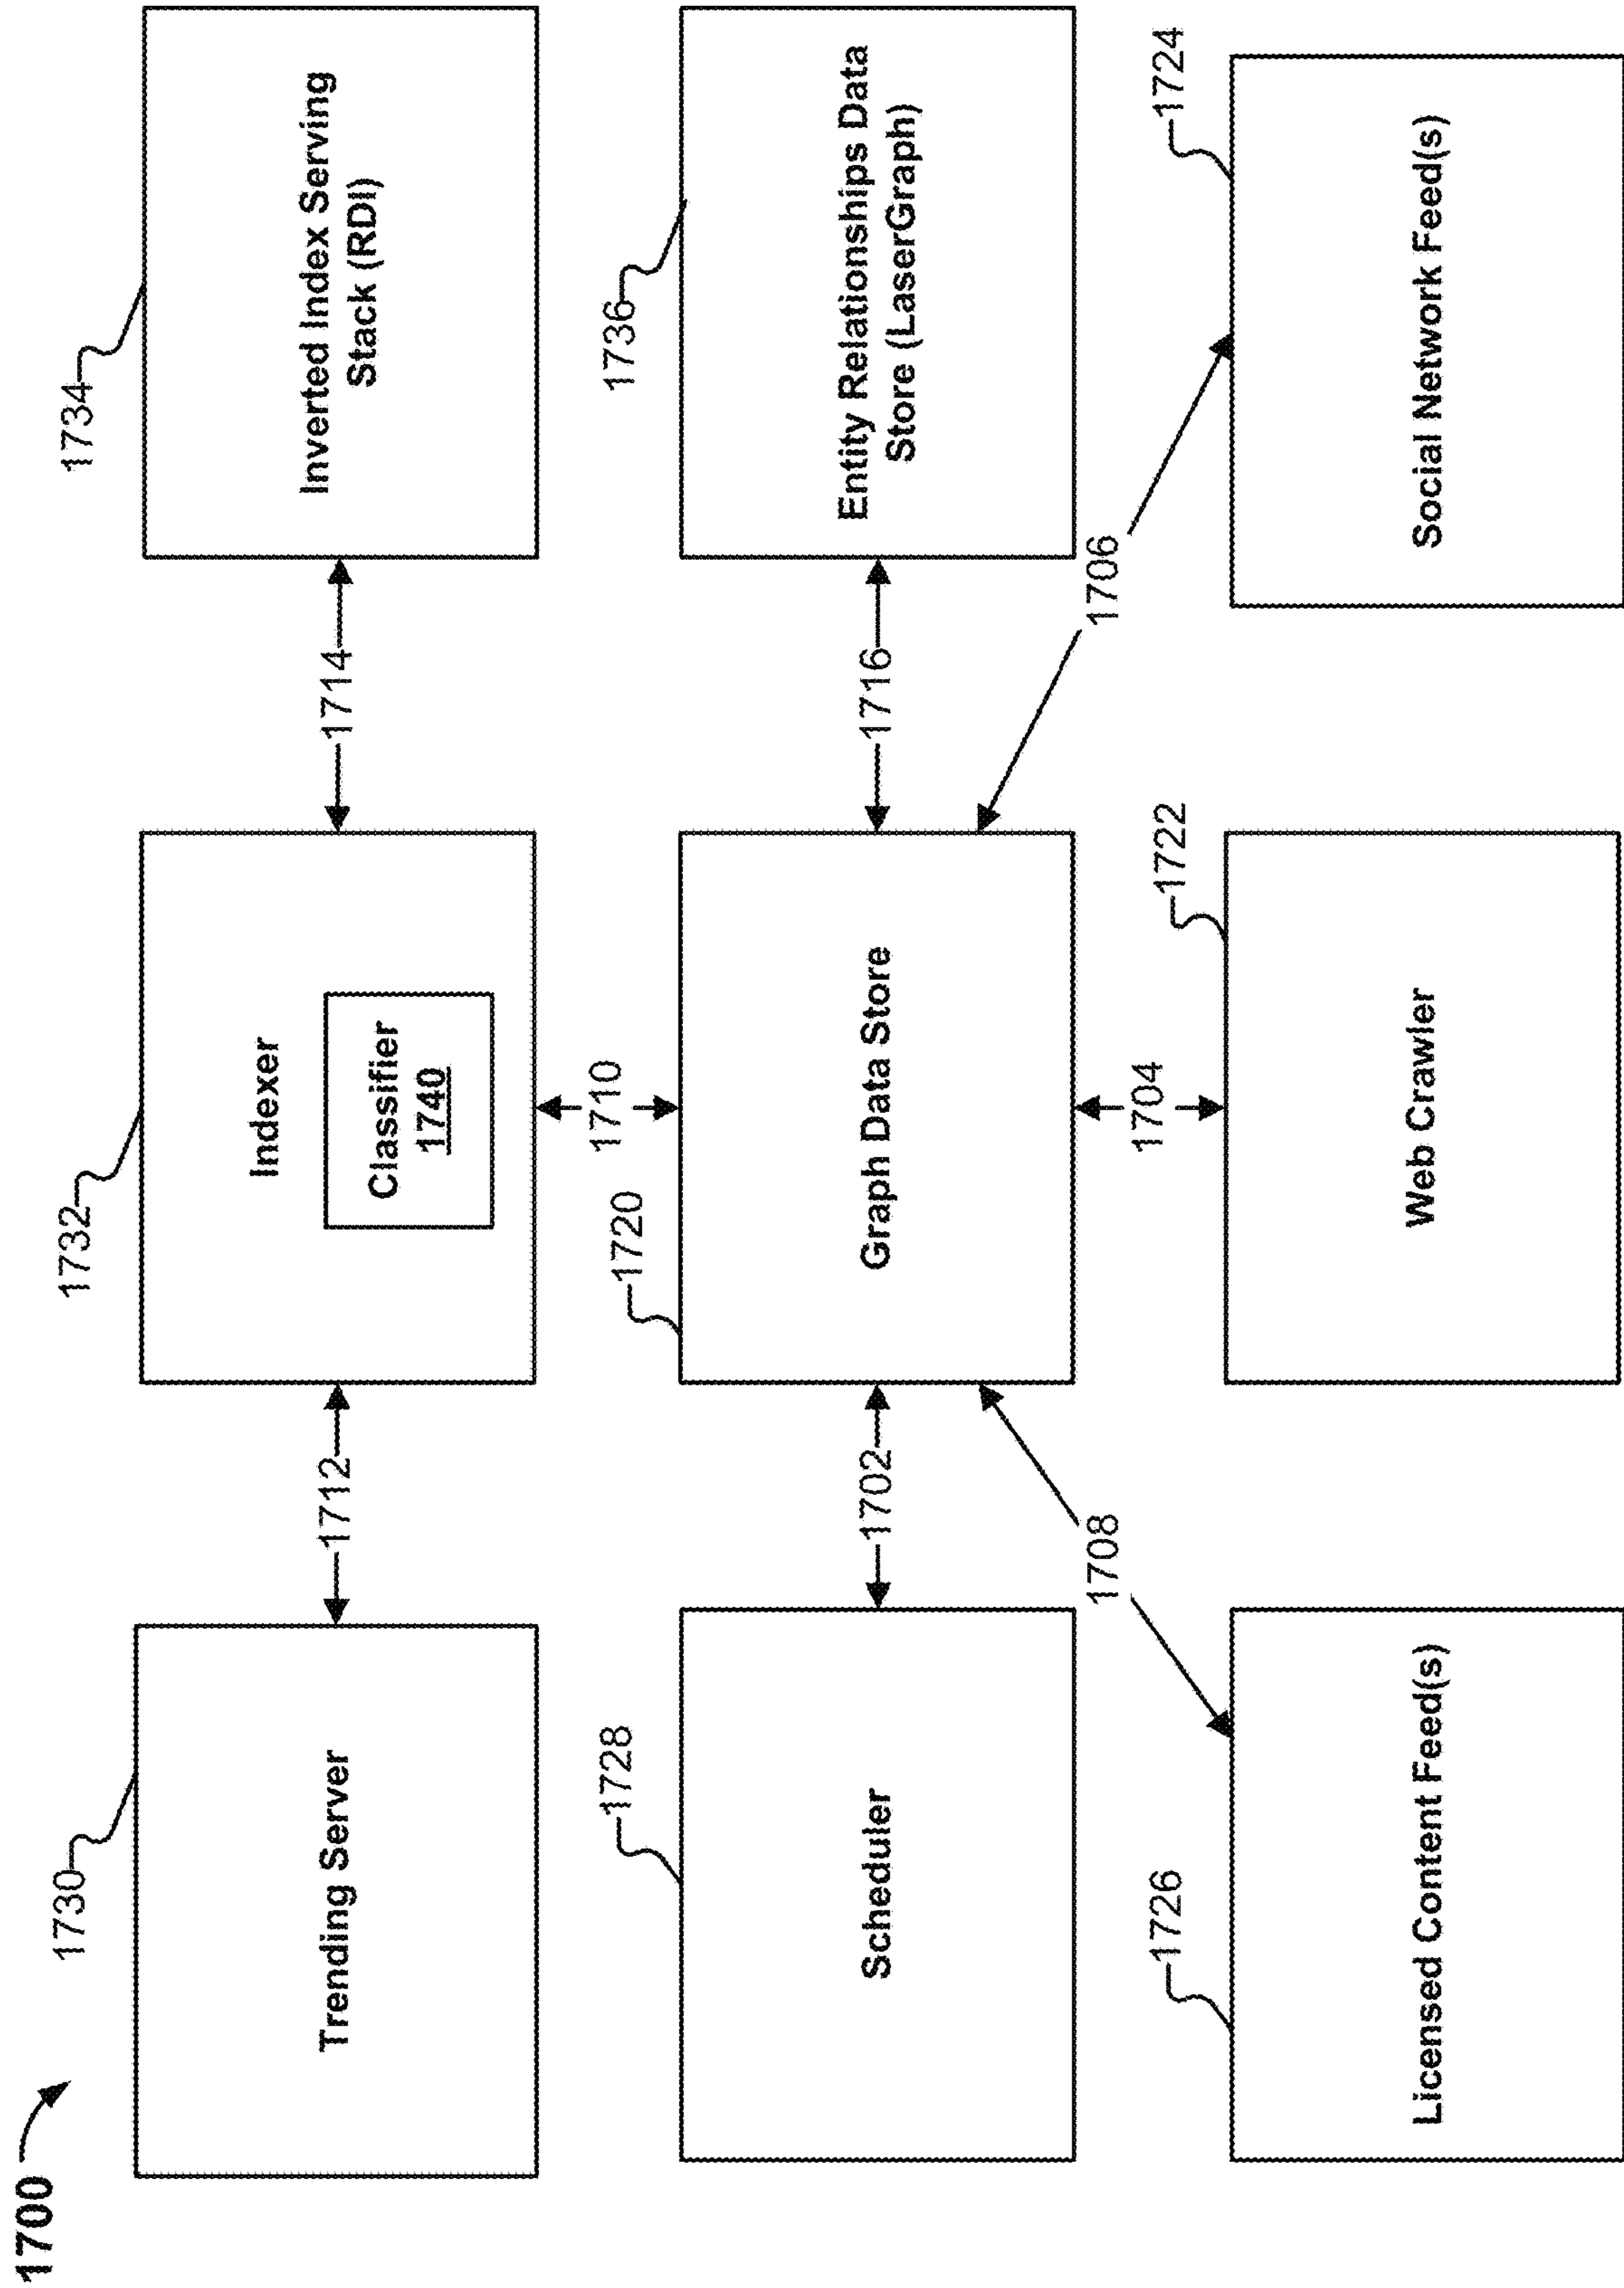 1700
1730
Trending Server
1712
1732
Indexer
Classifier
1740
1714
1734
Inverted Index Serving
Stack (RDI)
1710
1728
Scheduler
1702
1720
Graph Data Store
1716
1736
Entity Relationships Data
Store (LaserGraph)
1708
1704
1706
1726
Licensed Content Feed(s)
1722
Web Crawler
1724
Social Network Feed(s)